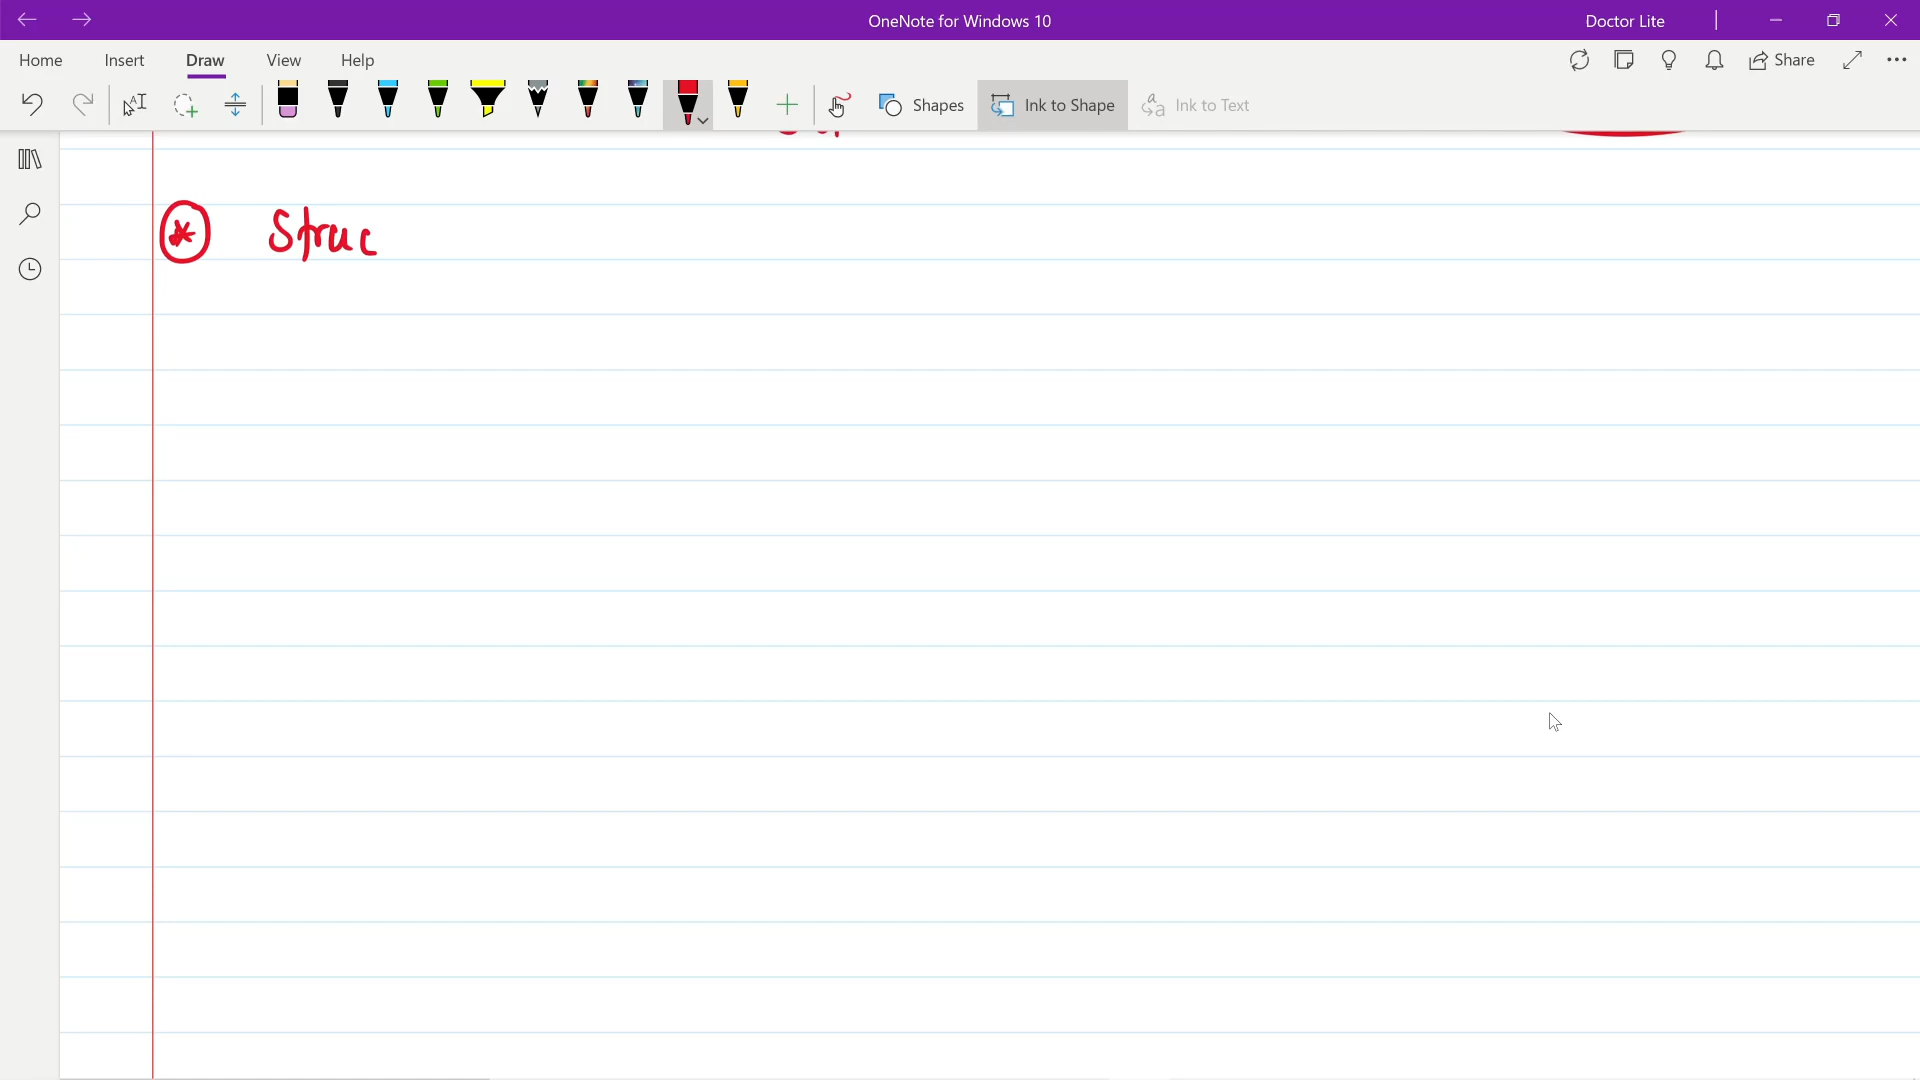 OneNote for Windows 10
Doctor Lite
Home Insert Draw View Help
Share
Shapes Ink to Shape Ink to Text
* Struc